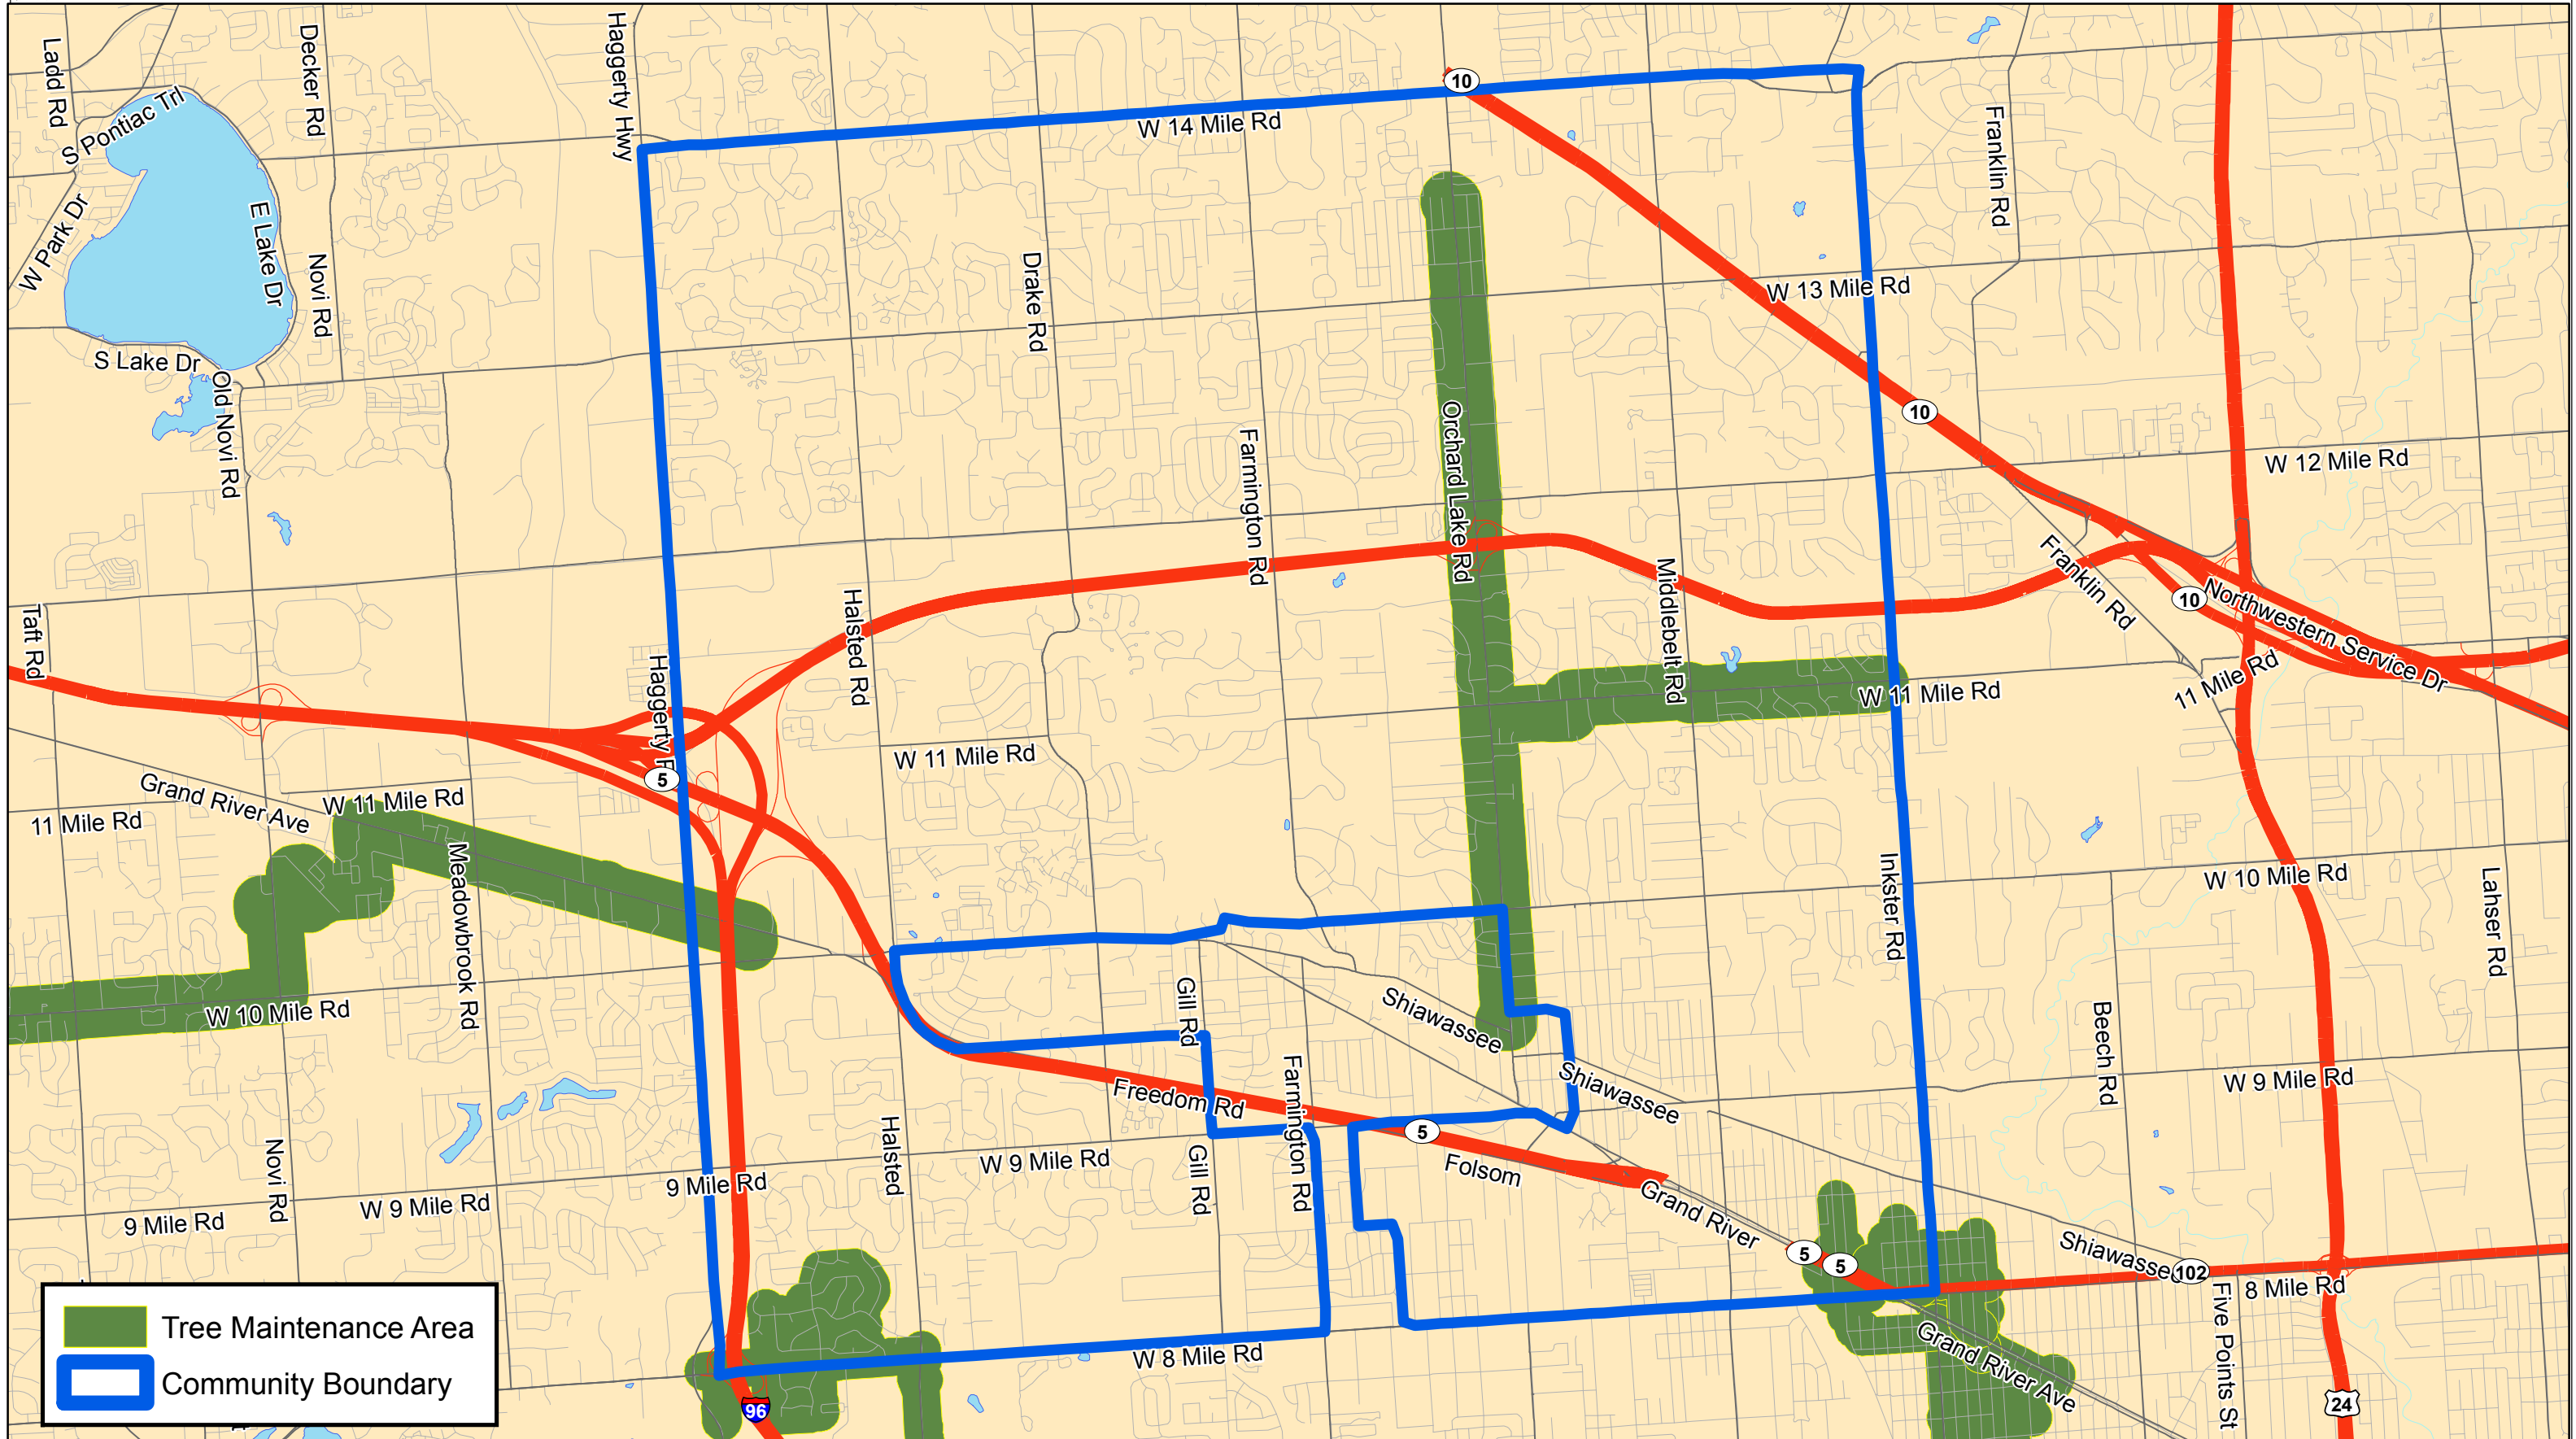 Ladd Rd
S Pontiac Trl
Decker Rd
Haggerty Hwy
10
W 14 Mile Rd
Franklin Rd
W Park Dr
E Lake Dr
Novi Rd
Drake Rd
W 13 Mile Rd
S Lake Dr
Old Novi Rd
Orchard Lake Rd
10
Farmington Rd
W 12 Mile Rd
Taft Rd
Halsted Rd
Middlebelt Rd
Franklin Rd
10
Northwestern Service Dr
Haggerty
5
W 11 Mile Rd
11 Mile Rd
W 11 Mile Rd
Grand River Ave
W 11 Mile Rd
11 Mile Rd
Meadowbrook Rd
Inkster Rd
W 10 Mile Rd
Lahser Rd
W 10 Mile Rd
Gill Rd
Shiawassee
Beech Rd
Farmington Rd
Shiawassee
W 9 Mile Rd
Freedom Rd
5
Novi Rd
Halsted
W 9 Mile Rd
Gill Rd
Folsom
9 Mile Rd
W 9 Mile Rd
9 Mile Rd
Grand River
5
5
Shiawassee
102
8 Mile Rd
Five Points St
Grand River Ave
W 8 Mile Rd
96
24
Tree Maintenance Area
Community Boundary